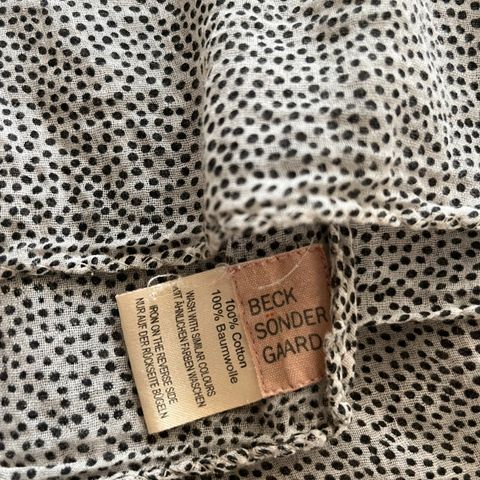 BECK
SONDER
GAARD
100% Cotton
100% Baumwolle
WASH WITH SIMILAR COLOURS
MIT ÄHNLICHEN FARBEN WASCHEN
IRON ON THE REVERSE SIDE.
NUR AUF DER RÜCKSEITE BÜGELN